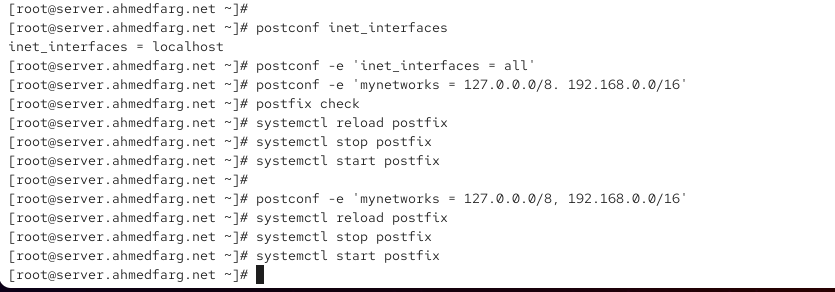 [root@server.ahmedfarg.net ~]#
[root@server.ahmedfarg.net ~]# postconf inet_interfaces
inet_interfaces = localhost
[root@server.ahmedfarg.net ~]# postconf -e 'inet_interfaces = all'
[root@server.ahmedfarg.net ~]# postconf -e 'mynetworks = 127.0.0.0/8. 192.168.0.0/16'
[root@server.ahmedfarg.net ~]# postfix check
[root@server.ahmedfarg.net ~]# systemctl reload postfix
[root@server.ahmedfarg.net ~]# systemctl stop postfix
[root@server.ahmedfarg.net ~]# systemctl start postfix
[root@server.ahmedfarg.net ~]#
[root@server.ahmedfarg.net ~]# postconf -e 'mynetworks = 127.0.0.0/8, 192.168.0.0/16'
[root@server.ahmedfarg.net ~]# systemctl reload postfix
[root@server.ahmedfarg.net ~]# systemctl stop postfix
[root@server.ahmedfarg.net ~]# systemctl start postfix
[root@server.ahmedfarg.net ~]#